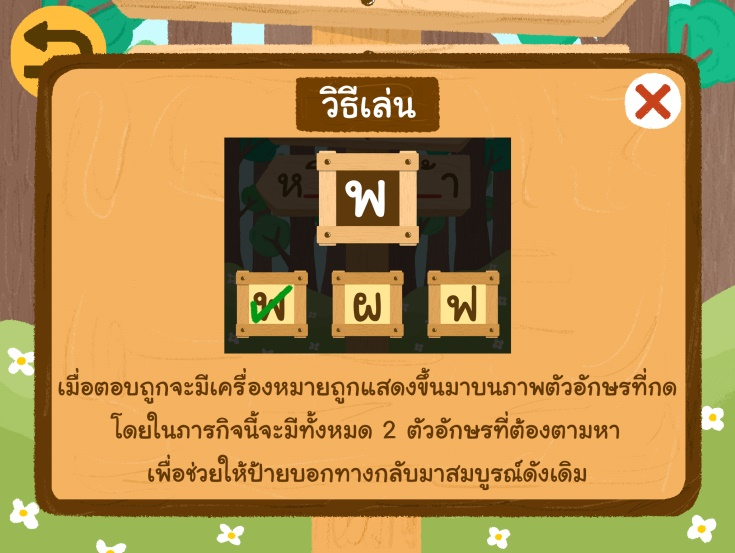 วิธีเล่น
ห า
พ
พ ผ ฟ
เมื่อตอบถูกจะมีเครื่องหมายถูกแสดงขึ้นมาบนภาพตัวอักษรที่กด
โดยในภารกิจนี้จะมีทั้งหมด 2 ตัวอักษรที่ต้องตามหา
เพื่อช่วยให้ป้ายบอกทางกลับมาสมบูรณ์ดังเดิม